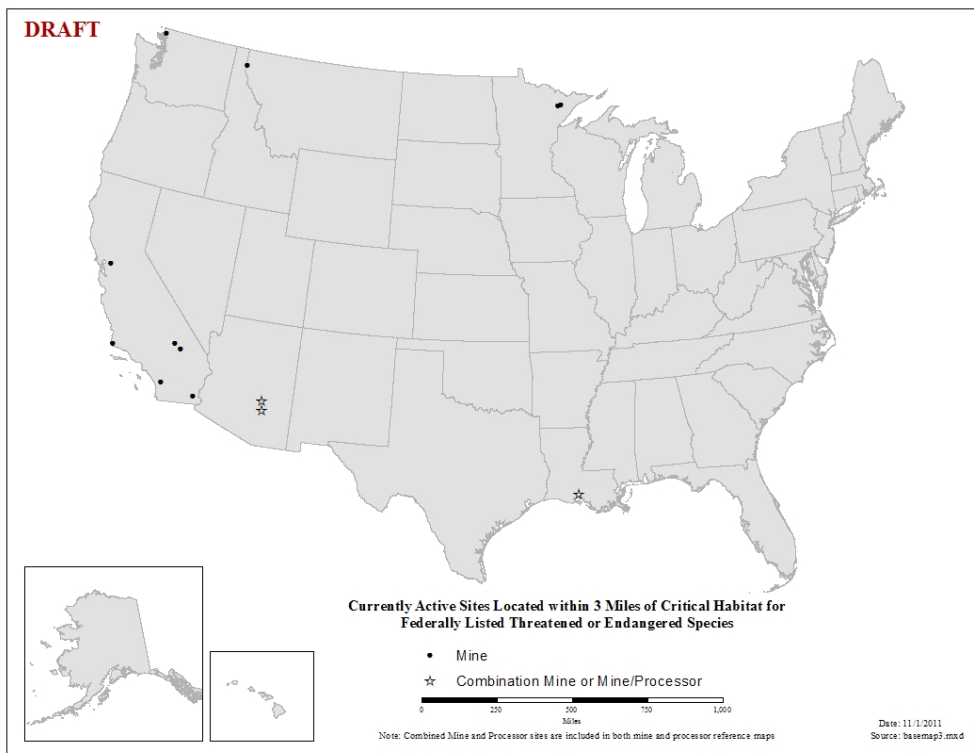 DRAFT
Currently Active Sites Located within 3 Miles of Critical Habitat for
Federally Listed Threatened or Endangered Species
Mine
Combination Mine or Mine/Processor
0 250 500 750 1,000
Miles
Note: Combined Mine and Processor sites are included in both mine and processor reference maps
Date: 11/1/2011
Source: basemap3.mxd